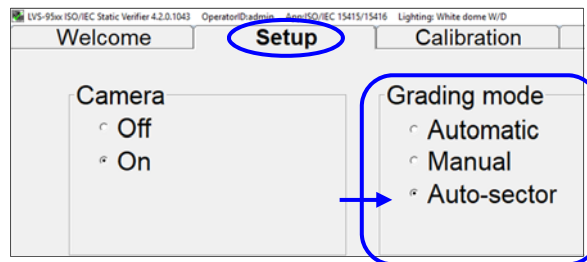 LVS-95xx ISO/IEC Static Verifier 4.2.0.1043 OperatorID:admin App:ISO/IEC 15415/15416 Lighting: White dome W/D
Welcome Setup Calibration
Camera Grading mode
Off Automatic
On Manual
Auto-sector